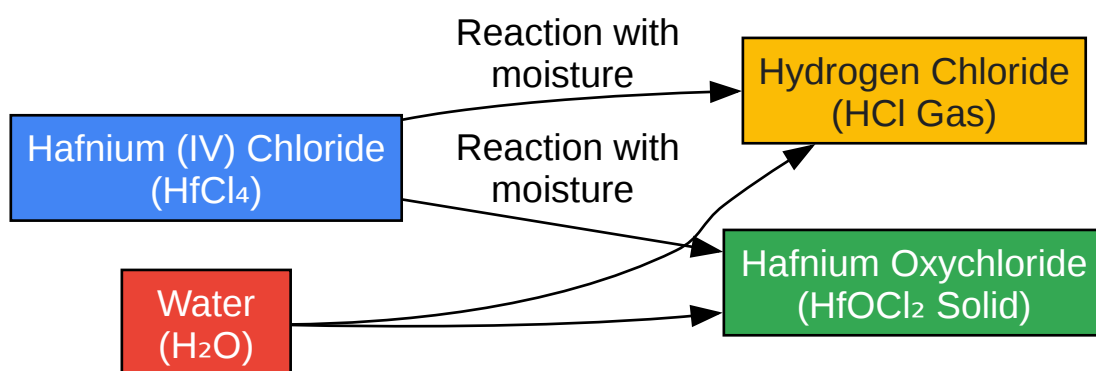 Reaction with
moisture
Hydrogen Chloride
(HCl Gas)
Hafnium (IV) Chloride
(HfCl₄)
Reaction with
moisture
Hafnium Oxychloride
(HfOCl₂ Solid)
Water
(H₂O)